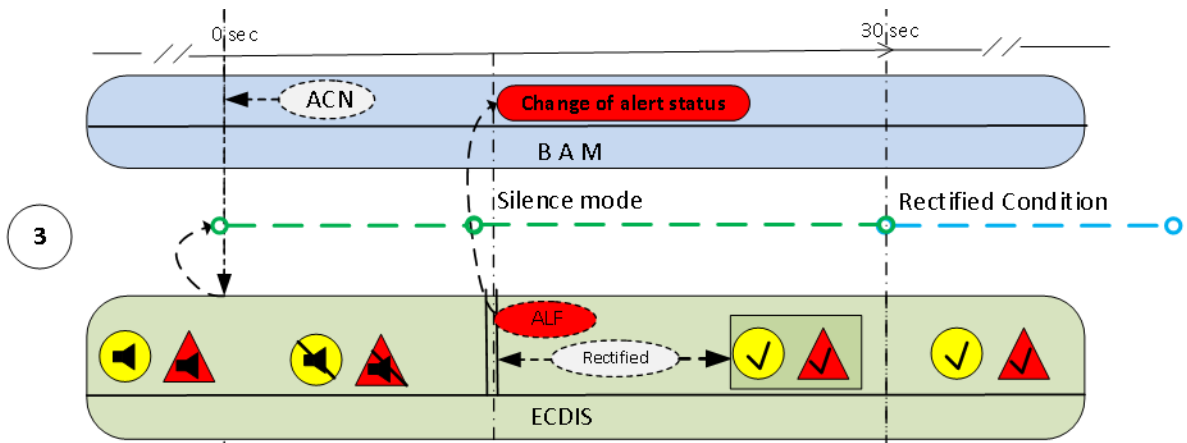 0 sec
30 sec
ACN
Change of alert status
B A M
Silence mode
Rectified Condition
3
ALF
Rectified
ECDIS